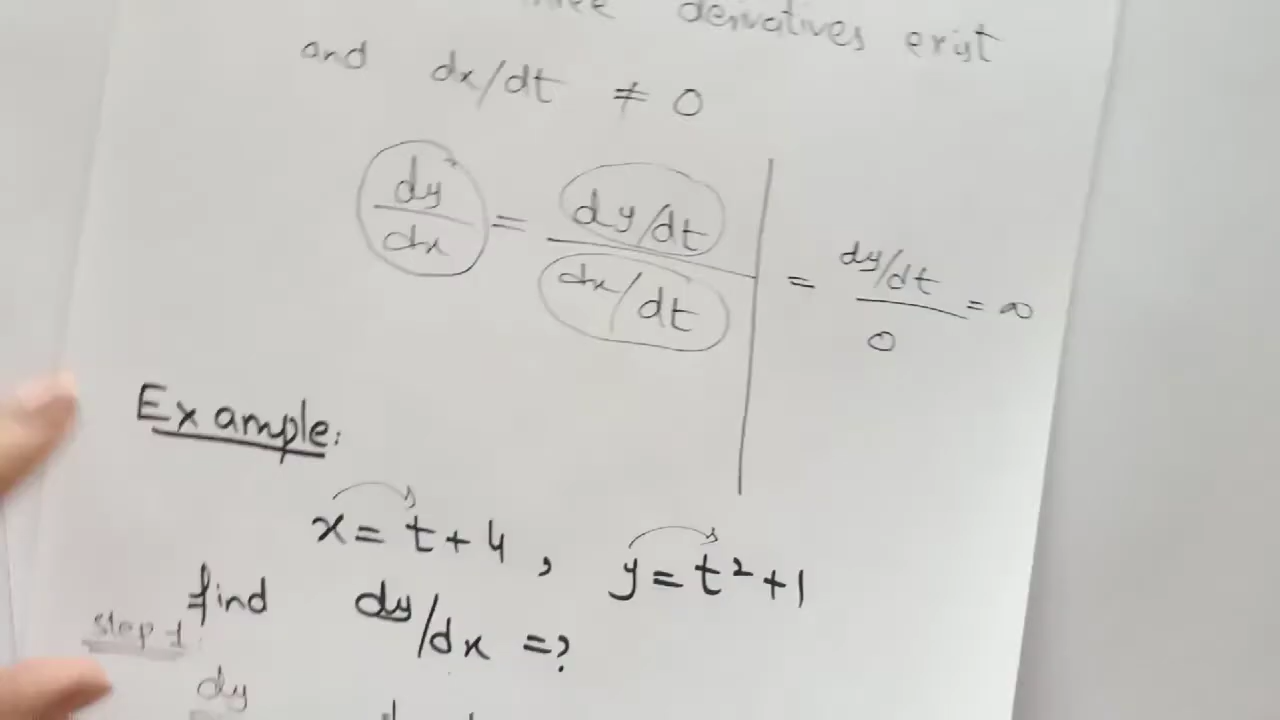 derivatives exist
and dx/dt ≠ 0
dy/dx = (dy/dt)/(dx/dt) = (dy/dt)/0 = ∞
Example:
x = t + 4 , y = t² + 1
find dy/dx = ?
step 1:
dy